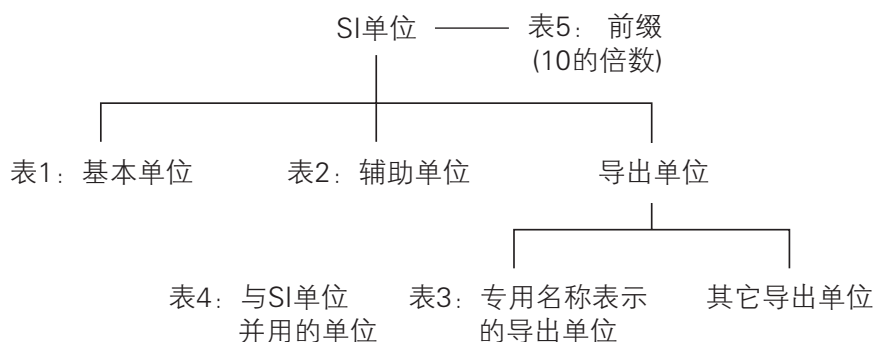 SI单位
表5：前缀
(10的倍数)
表1：基本单位
表2：辅助单位
导出单位
表4：与SI单位
并用的单位
表3：专用名称表示
的导出单位
其它导出单位